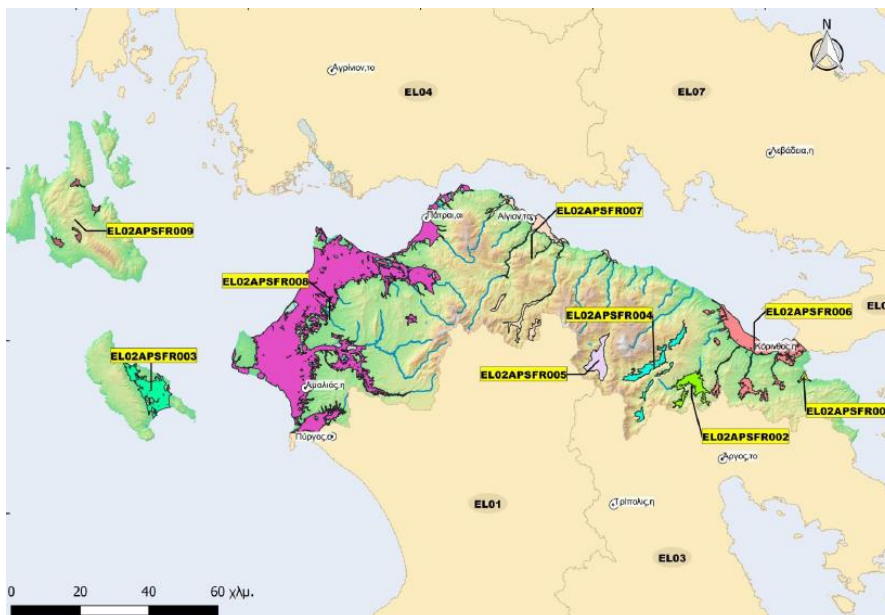 N
Αγρίνιον,το
EL04
EL07
Λεβάδεια,η
Πάτραι,αι
Αίγιον,το
EL02APSFR007
EL02APSFR009
EL02APSFR008
EL02APSFR004
EL02APSFR006
Κόρινθος,η
EL02APSFR003
EL02APSFR005
Αμαλιάς,η
EL02APSFR002
Πύργος,ο
Άργος,το
EL01
Τρίπολις,η
EL03
0 20 40 60 χλμ.